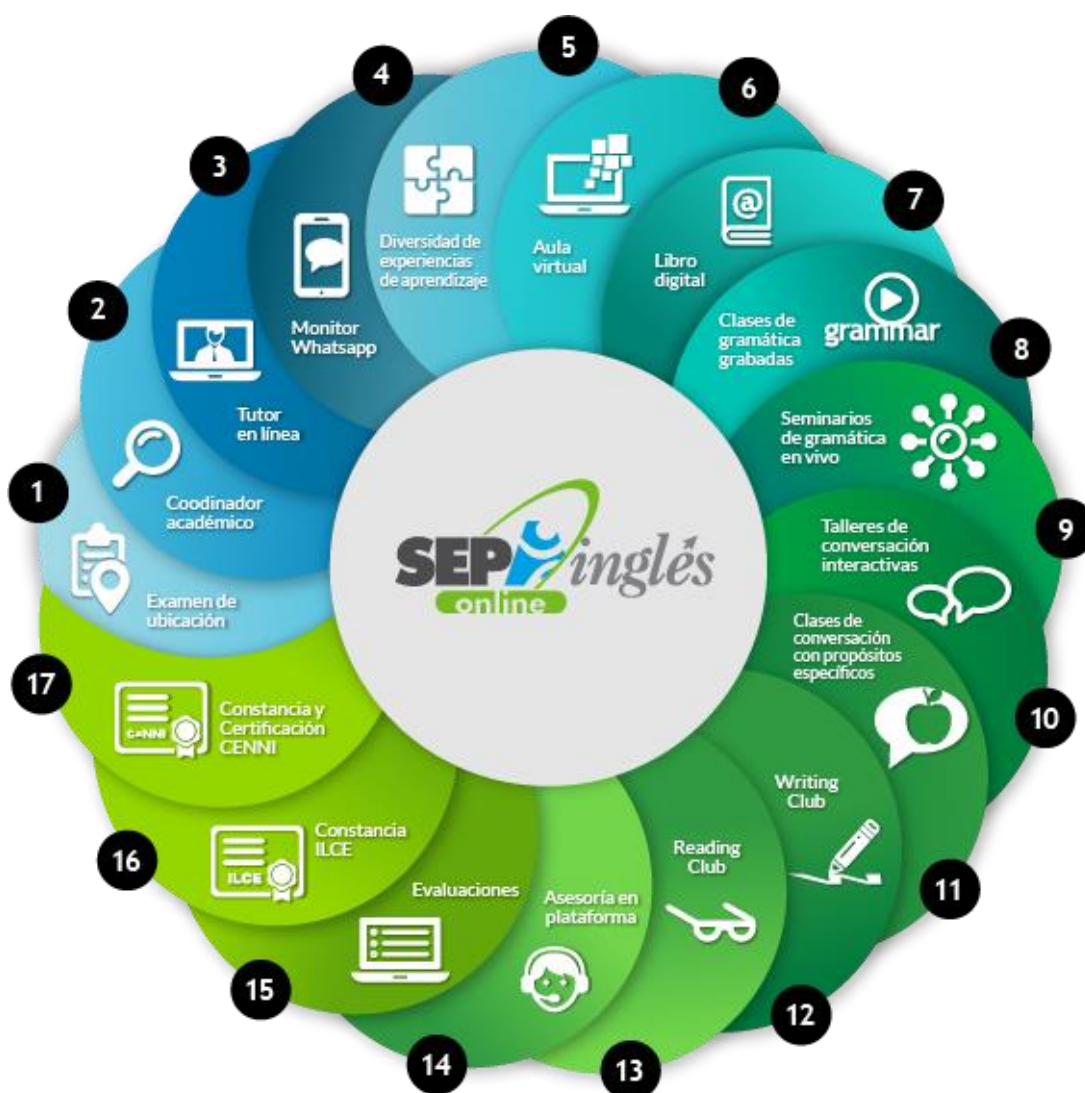 1
Examen de
ubicación
2
Coodinador
académico
3
Tutor
en línea
4
Monitor
Whatsapp
5
Diversidad de
experiencias
de aprendizaje
6
Aula
virtual
7
Libro
digital
8
Clases de
gramática
grabadas
grammar
9
Seminarios
de gramática
en vivo
10
Talleres de
conversación
interactivas
11
Clases de
conversación
con propósitos
específicos
12
Writing
Club
13
Reading
Club
14
Asesoría en
plataforma
15
Evaluaciones
16
Constancia
ILCE
ILCE
17
Constancia y
Certificación
CENNI
CENNI
SEP inglés
online